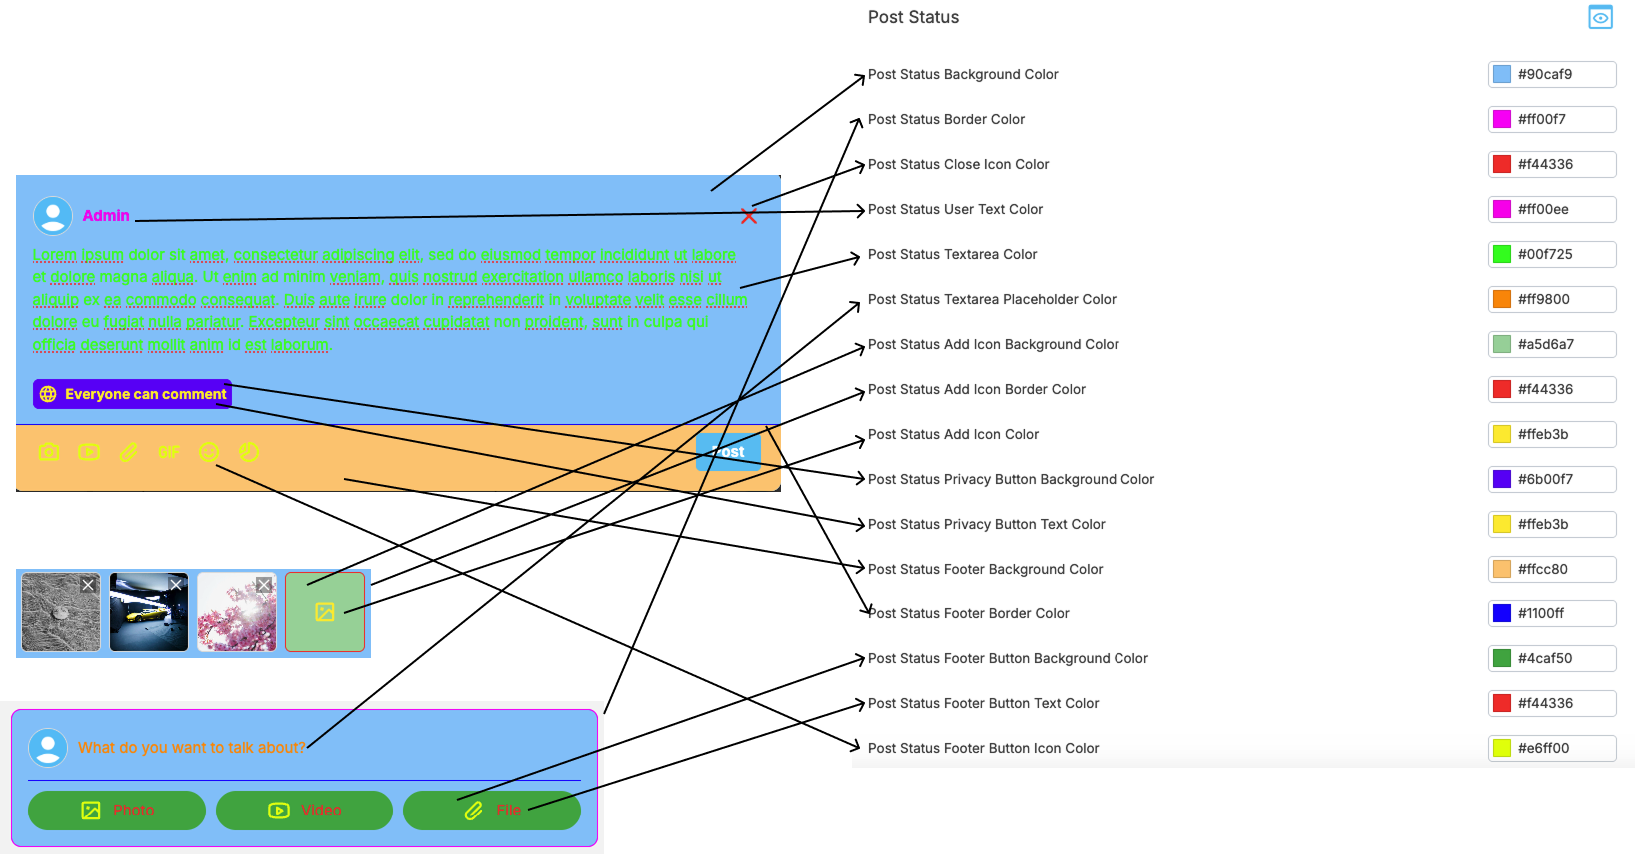 Post Status
Post Status Background Color
#90caf9
Post Status Border Color
#ff00f7
Post Status Close Icon Color
#f44336
Post Status User Text Color
#ff00ee
Post Status Textarea Color
#00f725
Post Status Textarea Placeholder Color
#ff9800
Post Status Add Icon Background Color
#a5d6a7
Post Status Add Icon Border Color
#f44336
Post Status Add Icon Color
#ffeb3b
Post Status Privacy Button Background Color
#6b00f7
Post Status Privacy Button Text Color
#ffeb3b
Post Status Footer Background Color
#ffcc80
Post Status Footer Border Color
#1100ff
Post Status Footer Button Background Color
#4caf50
Post Status Footer Button Text Color
#f44336
Post Status Footer Button Icon Color
#e6ff00
Admin
Lorem ipsum dolor sit amet, consectetur adipiscing elit, sed do eiusmod tempor incididunt ut labore
et dolore magna aliqua. Ut enim ad minim veniam, quis nostrud exercitation ullamco laboris nisi ut
aliquip ex ea commodo consequat. Duis aute irure dolor in reprehenderit in voluptate velit esse cillum
dolore eu fugiat nulla pariatur. Excepteur sint occaecat cupidatat non proident, sunt in culpa qui
officia deserunt mollit anim id est laborum.
Everyone can comment
GIF
Post
What do you want to talk about?
Photo
Video
File